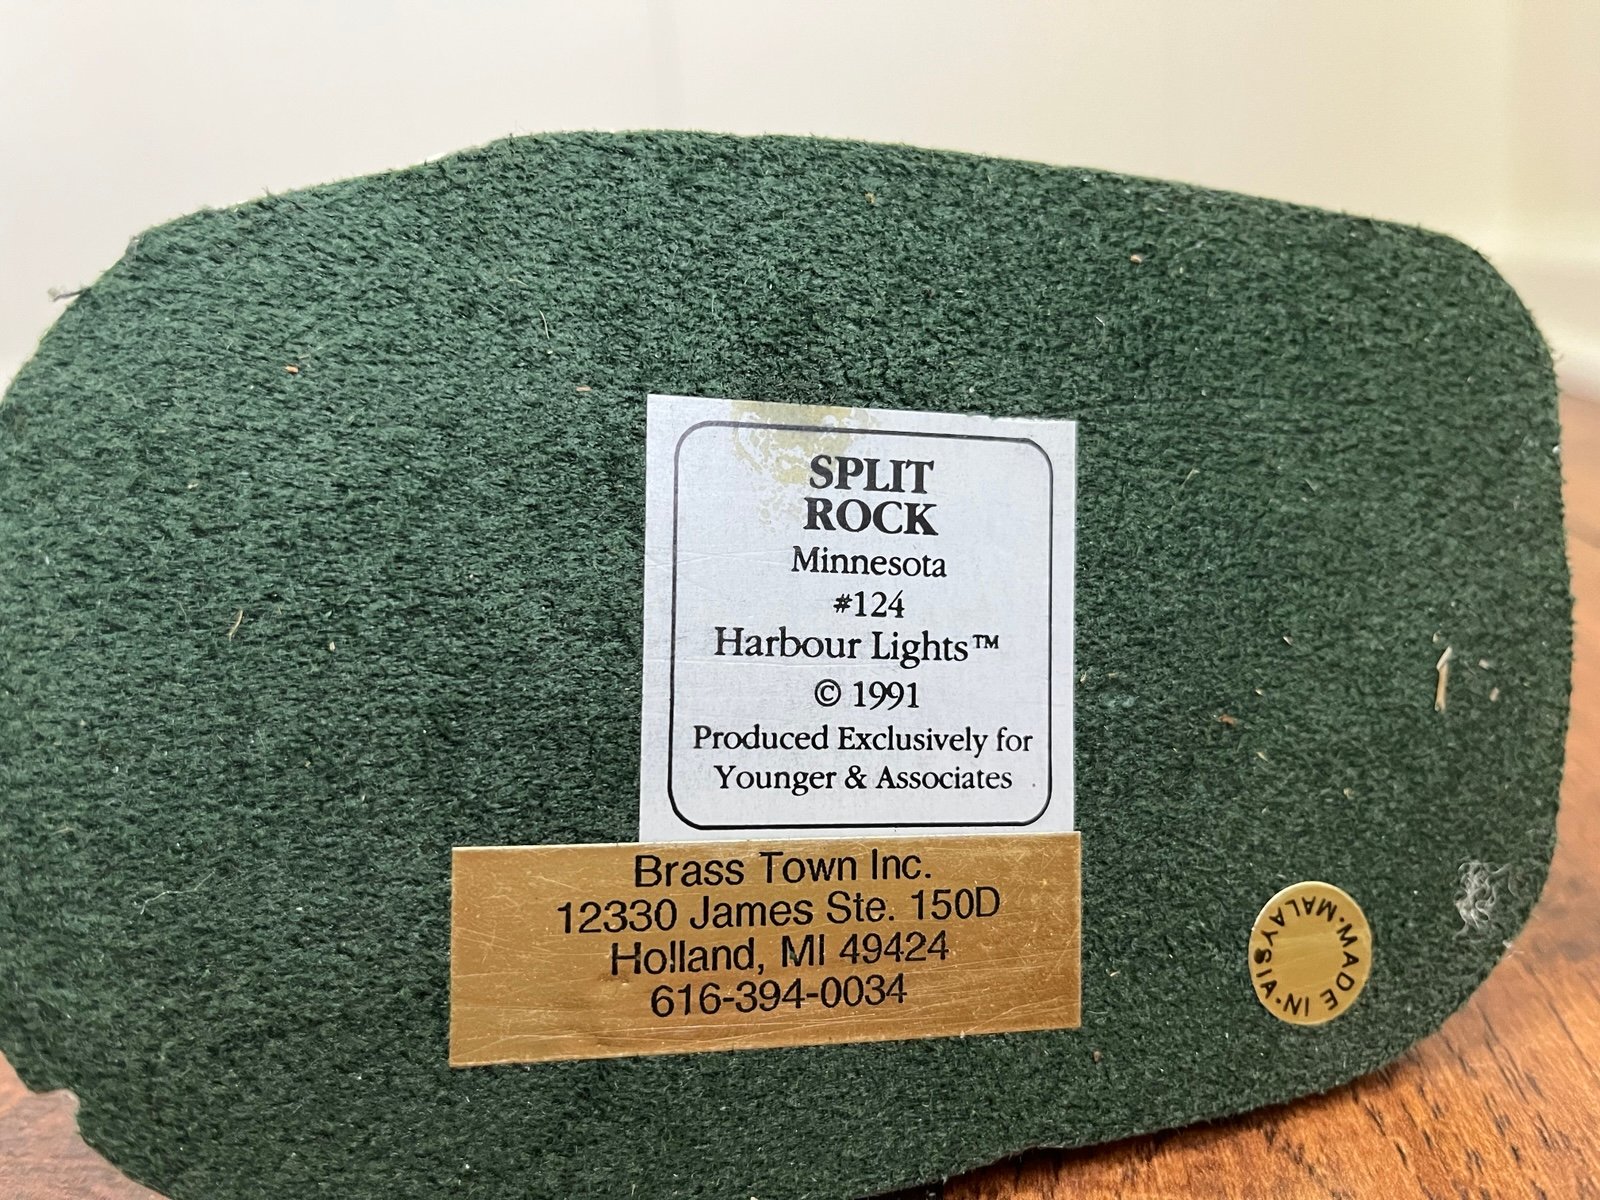 SPLIT
ROCK
Minnesota
#124
Harbour Lights™
© 1991
Produced Exclusively for
Younger & Associates
Brass Town Inc.
12330 James Ste. 150D
Holland, MI 49424
616-394-0034
MADE IN W.MALAYSIA